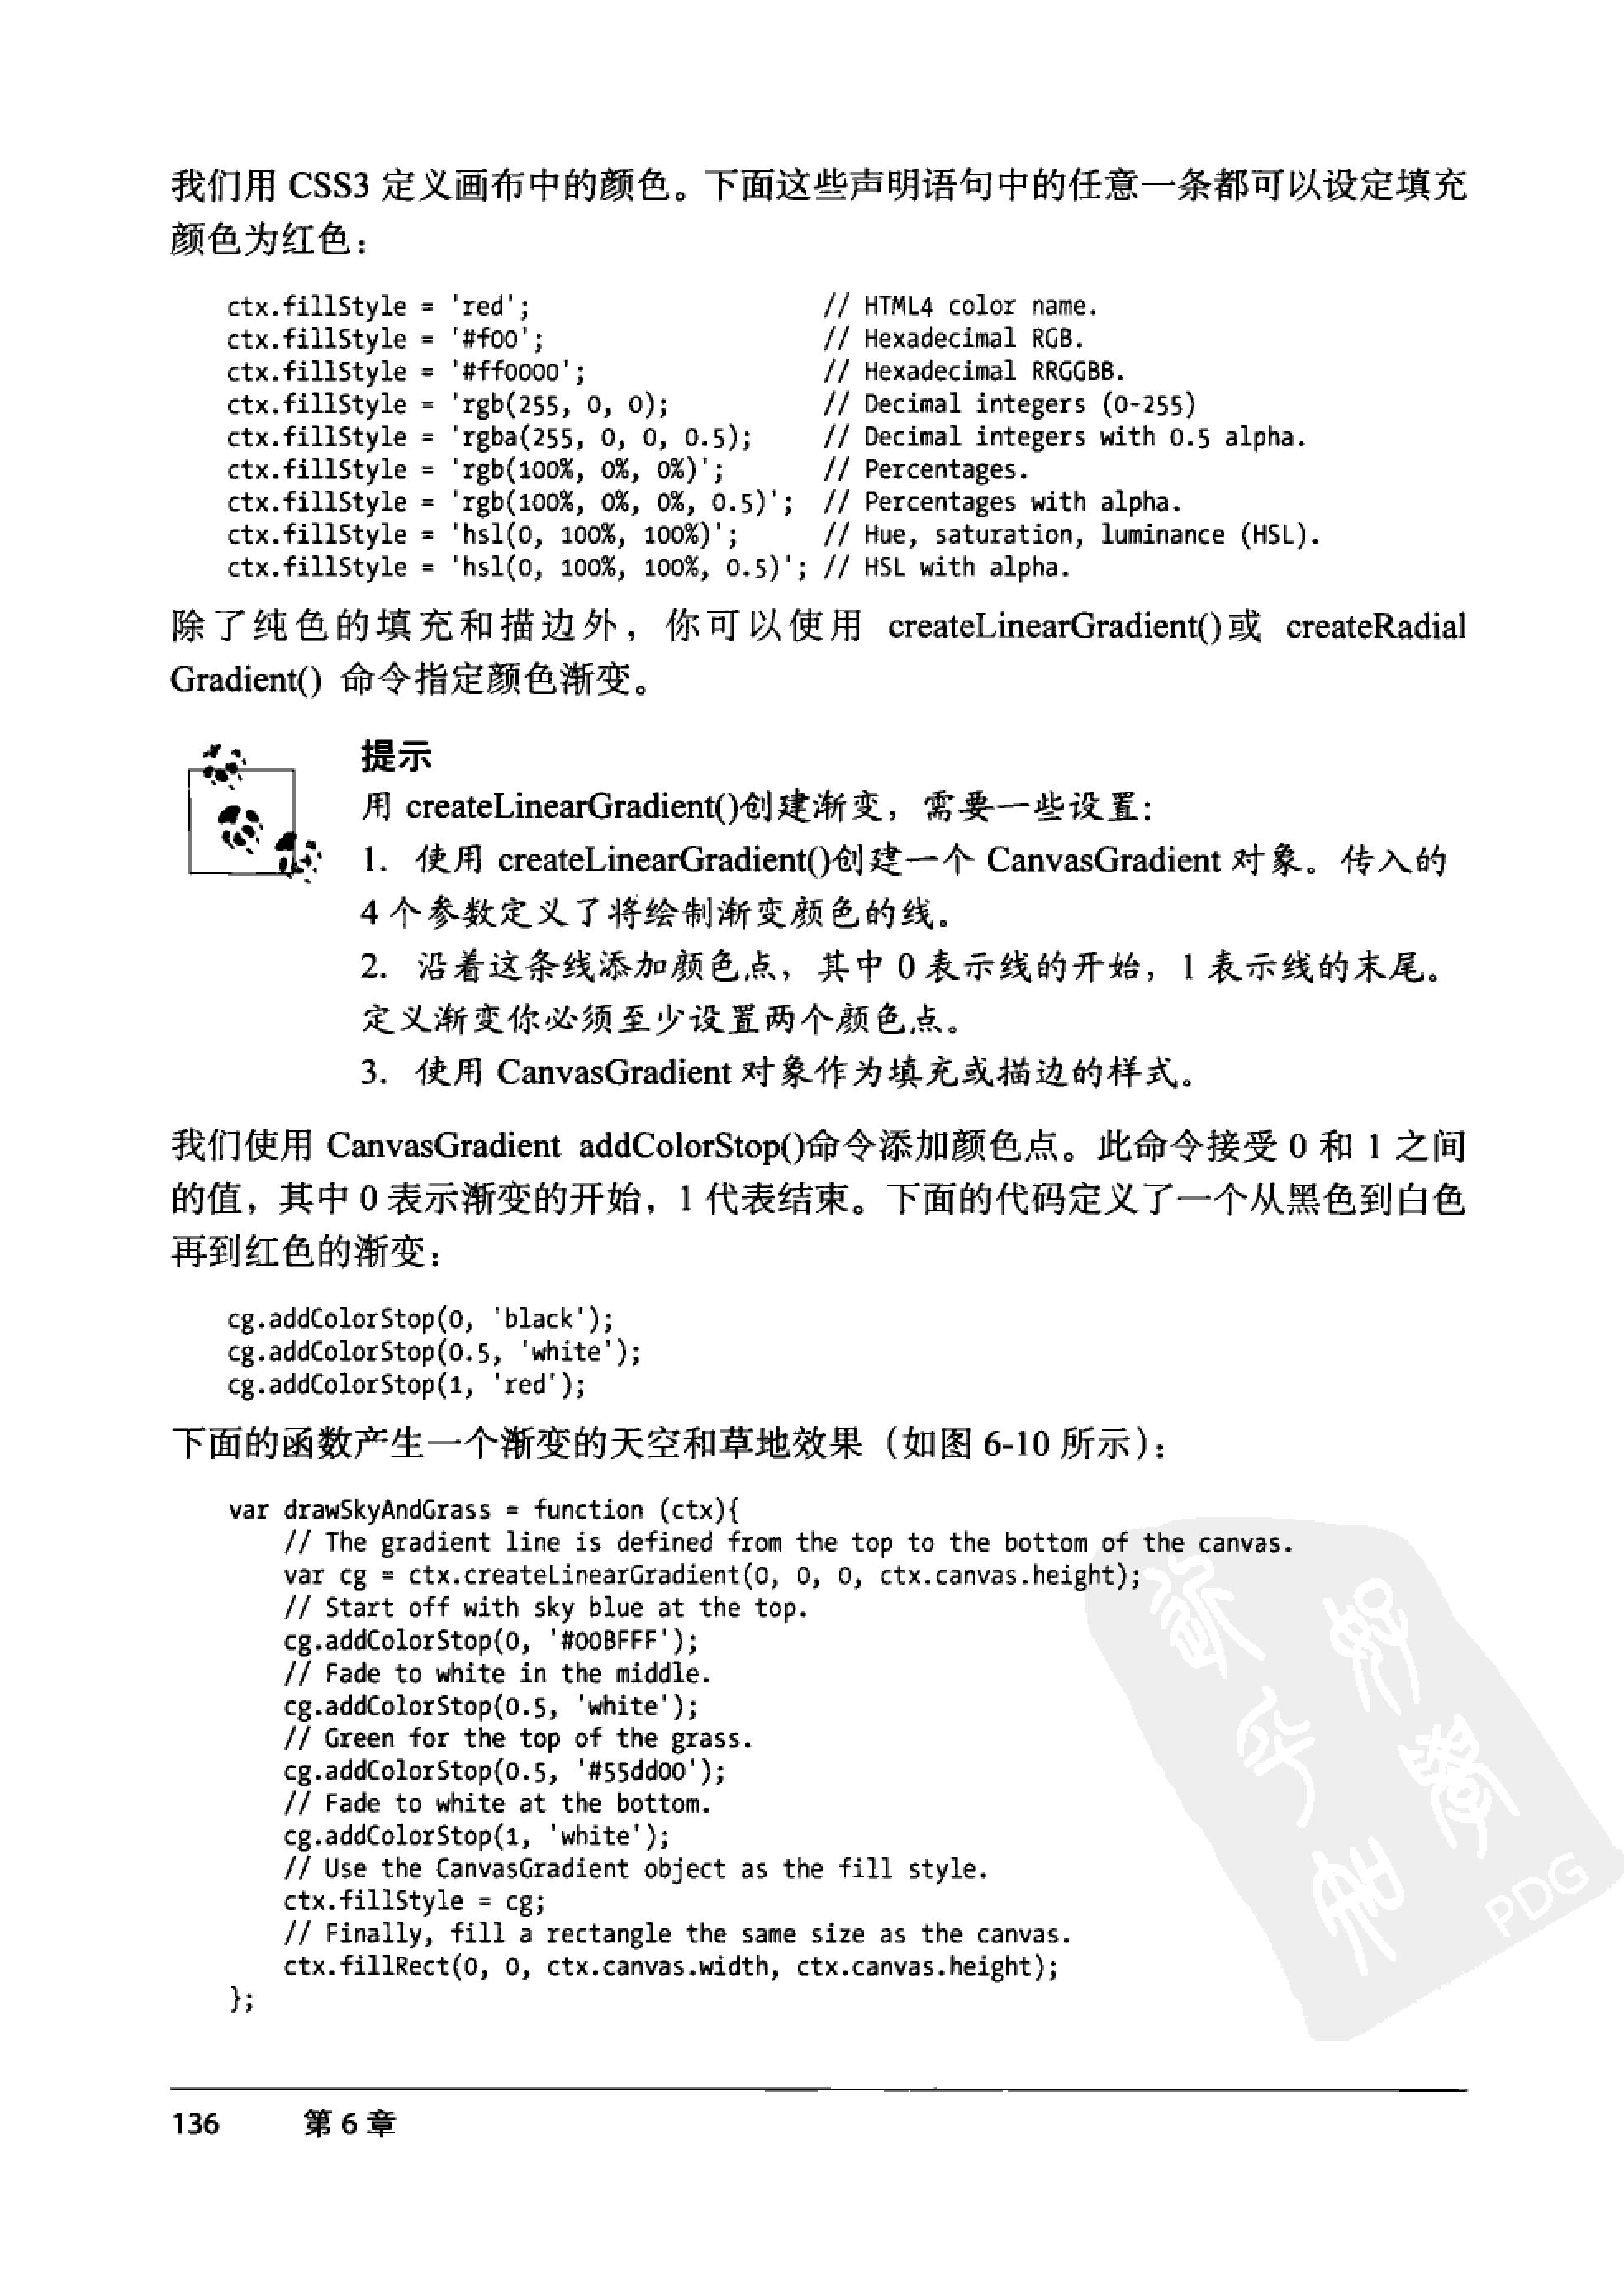 我们用 CSS3 定义画布中的颜色。下面这些声明语句中的任意一条都可以设定填充
颜色为红色：
ctx.fillStyle = 'red'; // HTML4 color name.
ctx.fillStyle = '#f00'; // Hexadecimal RGB.
ctx.fillStyle = '#ff0000'; // Hexadecimal RRGGBB.
ctx.fillStyle = 'rgb(255, 0, 0); // Decimal integers (0-255)
ctx.fillStyle = 'rgba(255, 0, 0, 0.5); // Decimal integers with 0.5 alpha.
ctx.fillStyle = 'rgb(100%, 0%, 0%)'; // Percentages.
ctx.fillStyle = 'rgb(100%, 0%, 0%, 0.5)'; // Percentages with alpha.
ctx.fillStyle = 'hsl(0, 100%, 100%)'; // Hue, saturation, luminance (HSL).
ctx.fillStyle = 'hsl(0, 100%, 100%, 0.5)'; // HSL with alpha.
除了纯色的填充和描边外，你可以使用 createLinearGradient()或 createRadial
Gradient() 命令指定颜色渐变。
提示
用 createLinearGradient()创建渐变，需要一些设置：
1. 使用 createLinearGradient()创建一个 CanvasGradient 对象。传入的
4 个参数定义了将绘制渐变颜色的线。
2. 沿着这条线添加颜色点，其中 0 表示线的开始，1 表示线的末尾。
定义渐变你必须至少设置两个颜色点。
3. 使用 CanvasGradient 对象作为填充或描边的样式。
我们使用 CanvasGradient addColorStop()命令添加颜色点。此命令接受 0 和 1 之间
的值，其中 0 表示渐变的开始，1 代表结束。下面的代码定义了一个从黑色到白色
再到红色的渐变：
cg.addColorStop(0, 'black');
cg.addColorStop(0.5, 'white');
cg.addColorStop(1, 'red');
下面的函数产生一个渐变的天空和草地效果（如图 6-10 所示）：
var drawSkyAndGrass = function (ctx){
// The gradient line is defined from the top to the bottom of the canvas.
var cg = ctx.createLinearGradient(0, 0, 0, ctx.canvas.height);
// Start off with sky blue at the top.
cg.addColorStop(0, '#00BFFF');
// Fade to white in the middle.
cg.addColorStop(0.5, 'white');
// Green for the top of the grass.
cg.addColorStop(0.5, '#55dd00');
// Fade to white at the bottom.
cg.addColorStop(1, 'white');
// Use the CanvasGradient object as the fill style.
ctx.fillStyle = cg;
// Finally, fill a rectangle the same size as the canvas.
ctx.fillRect(0, 0, ctx.canvas.width, ctx.canvas.height);
};
PDG
136 第 6 章